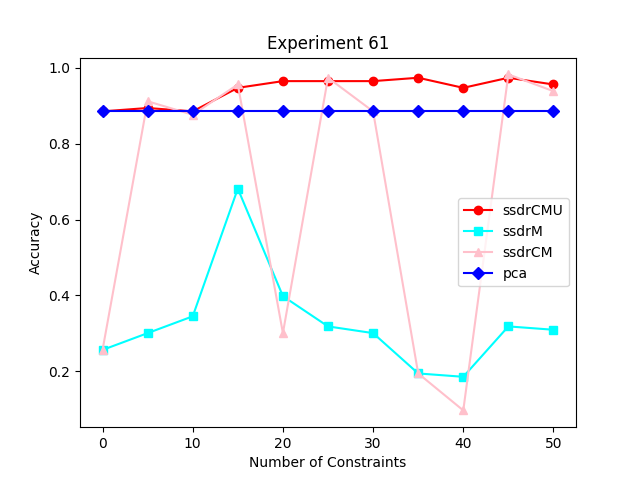 Experiment 61
Accuracy
1.0
0.8
0.6
0.4
0.2
ssdrCMU
ssdrM
ssdrCM
pca
0 10 20 30 40 50
Number of Constraints